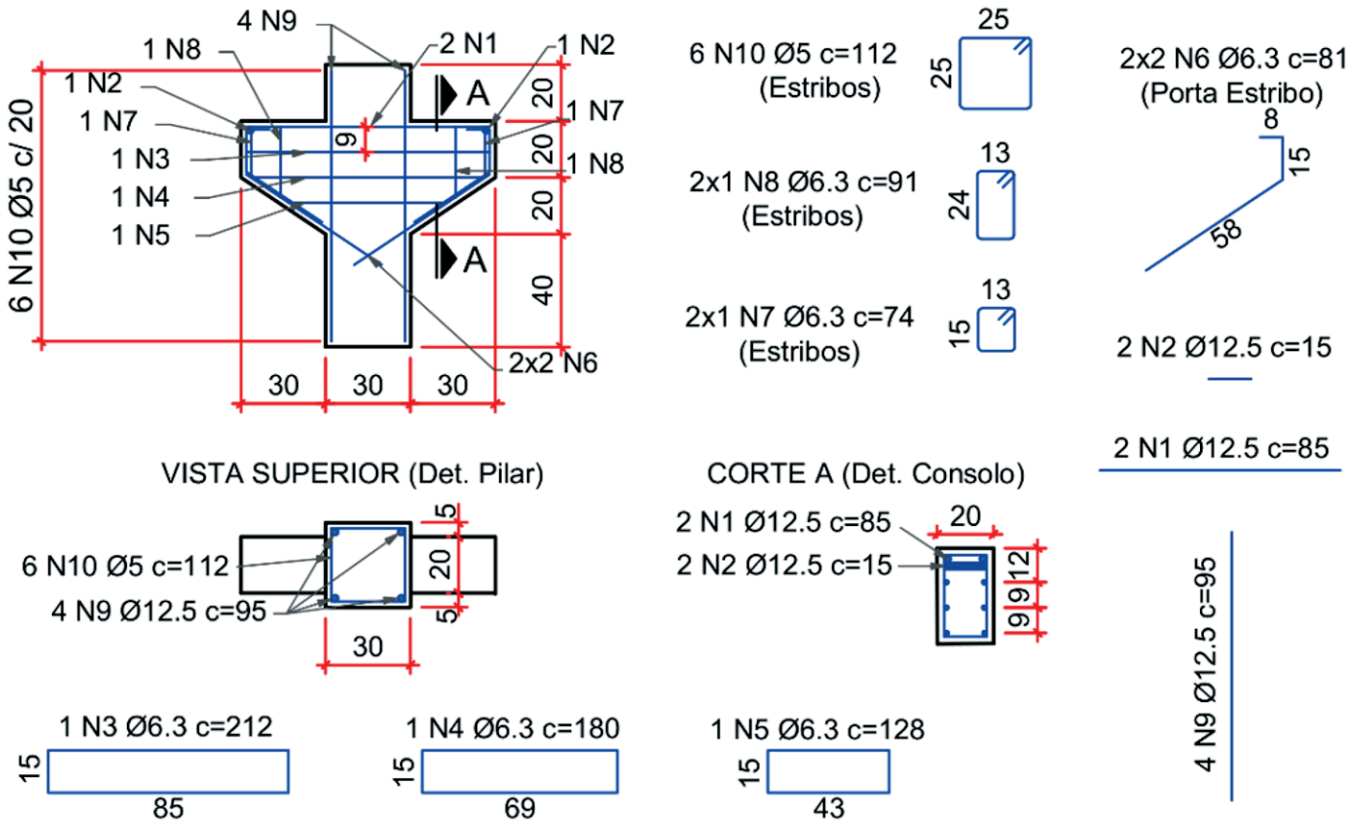 4 N9
1 N8
2 N1
1 N2
1 N2
1 N7
1 N7
1 N3
1 N8
1 N4
1 N5
6 N10 Ø5 c/ 20
A
A
9
20
20
20
40
2x2 N6
30
30
30
6 N10 Ø5 c=112
(Estribos)
25
25
2x1 N8 Ø6.3 c=91
(Estribos)
13
24
2x1 N7 Ø6.3 c=74
(Estribos)
13
15
2x2 N6 Ø6.3 c=81
(Porta Estribo)
8
15
58
2 N2 Ø12.5 c=15
2 N1 Ø12.5 c=85
4 N9 Ø12.5 c=95
VISTA SUPERIOR (Det. Pilar)
6 N10 Ø5 c=112
4 N9 Ø12.5 c=95
5
20
5
30
CORTE A (Det. Consolo)
2 N1 Ø12.5 c=85
2 N2 Ø12.5 c=15
20
12
9
9
1 N3 Ø6.3 c=212
15
85
1 N4 Ø6.3 c=180
15
69
1 N5 Ø6.3 c=128
15
43